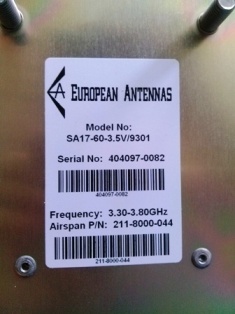 EUROPEAN ANTENNAS
Model No:
SA17-60-3.5V/9301
Serial No: 404097-0082
404097-0082
Frequency: 3.30-3.80GHz
Airspan P/N: 211-8000-044
211-8000-044